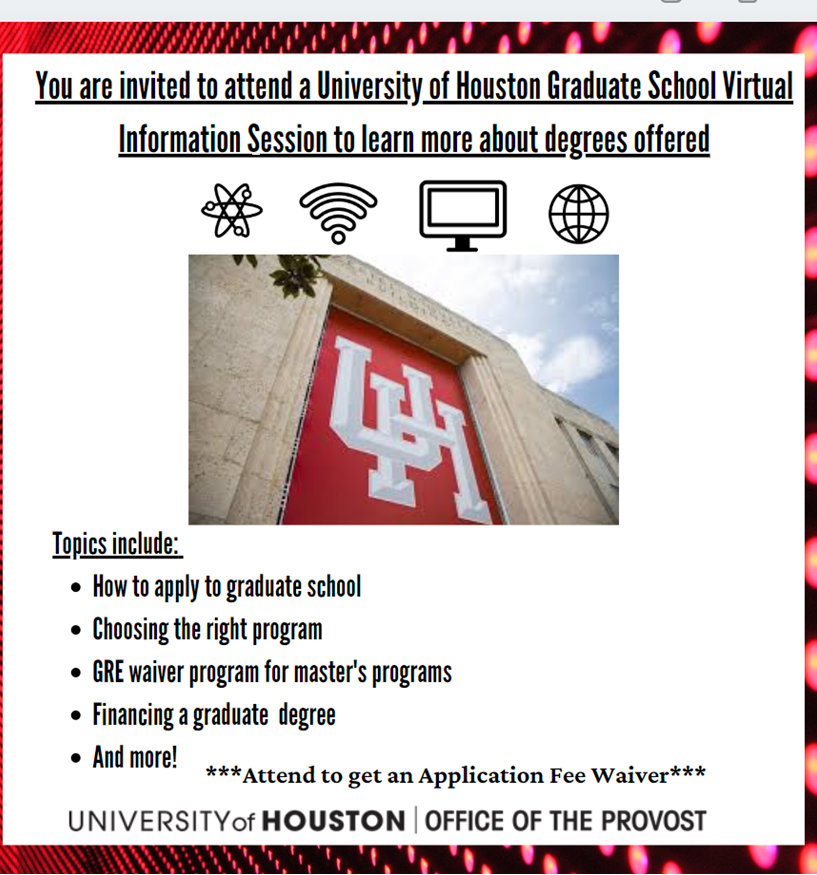 You are invited to attend a University of Houston Graduate School Virtual
Information Session to learn more about degrees offered
UH
Topics include:
• How to apply to graduate school
• Choosing the right program
• GRE waiver program for master's programs
• Financing a graduate degree
• And more!
***Attend to get an Application Fee Waiver***
UNIVERSITY of HOUSTON | OFFICE OF THE PROVOST